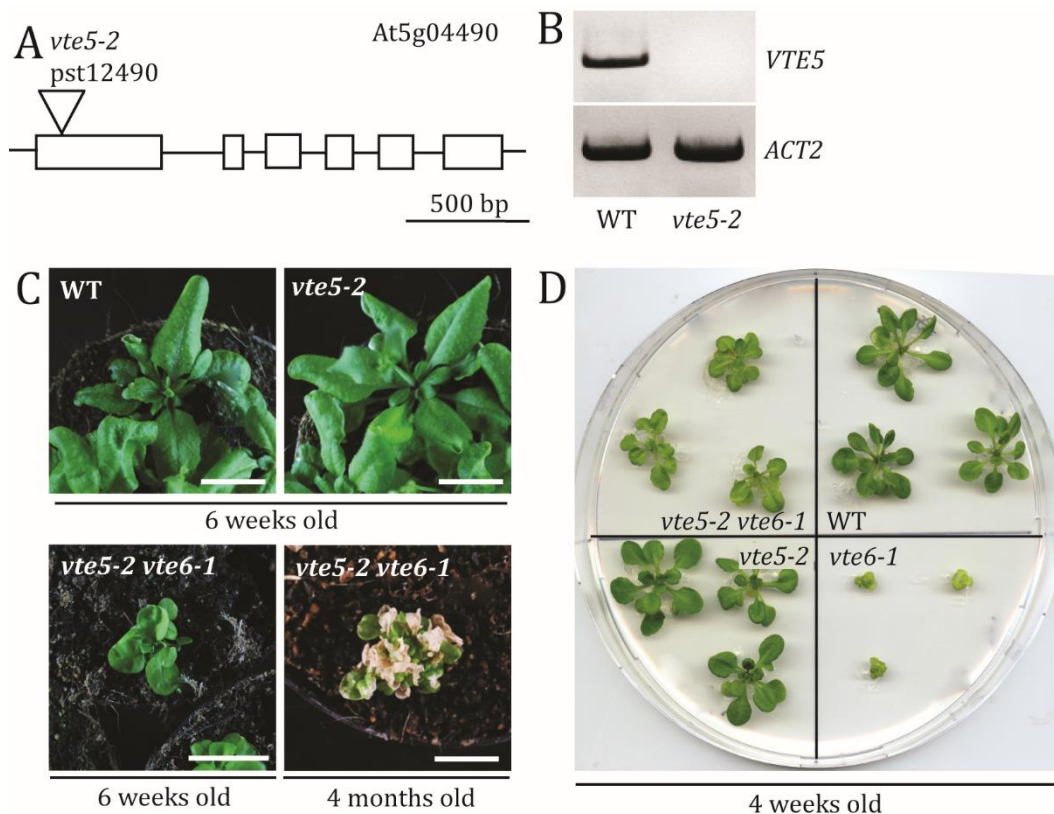 A
vte5-2
pst12490
At5g04490
500 bp
B
VTE5
ACT2
WT
vte5-2
C
WT
vte5-2
6 weeks old
vte5-2 vte6-1
vte5-2 vte6-1
6 weeks old
4 months old
D
vte5-2 vte6-1
WT
vte5-2
vte6-1
4 weeks old